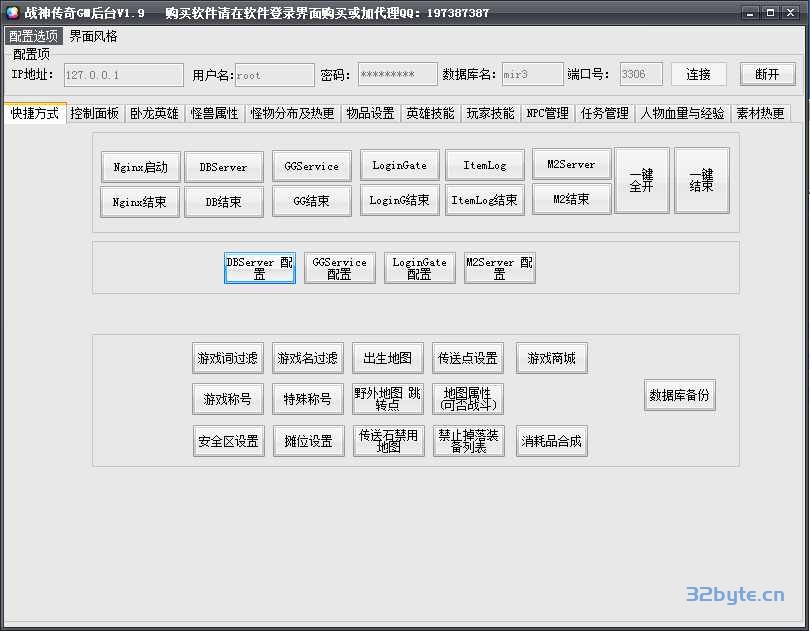 战神传奇GM后台V1.9 购买软件请在软件登录界面购买或加代理QQ：197387387
配置选项 界面风格
配置项
IP地址： 127.0.0.1 用户名: root 密码： ********* 数据库名: mir3 端口号： 3306 连接 断开
快捷方式 控制面板 卧龙英雄 怪兽属性 怪物分布及热更 物品设置 英雄技能 玩家技能 NPC管理 任务管理 人物血量与经验 素材热更
Nginx启动 DBServer GGService LoginGate ItemLog M2Server 一键
全开 一键
结束
Nginx结束 DB结束 GG结束 LoginG结束 ItemLog结束 M2结束
DBServer 配
置 GGService
配置 LoginGate
配置 M2Server 配
置
游戏词过滤 游戏名过滤 出生地图 传送点设置 游戏商城
游戏称号 特殊称号 野外地图 跳
转点 地图属性
(可否战斗) 数据库备份
安全区设置 摊位设置 传送石禁用
地图 禁止掉落装
备列表 消耗品合成
32byte.cn